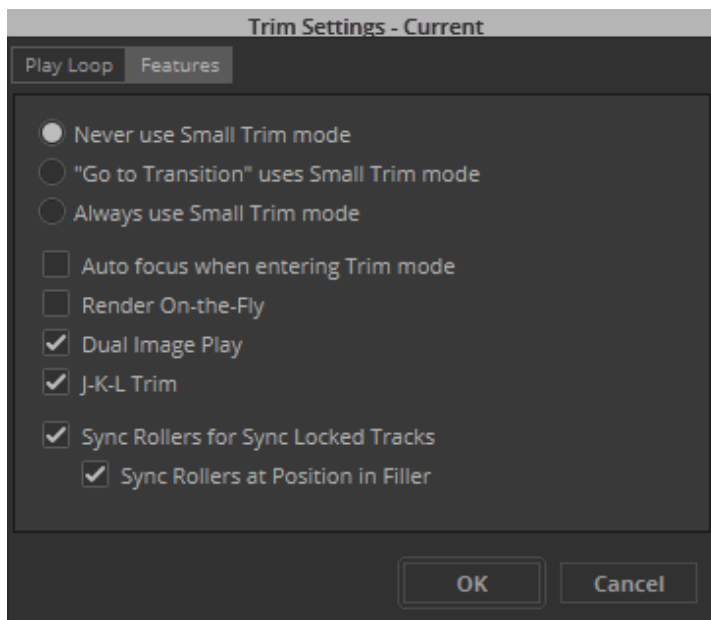 Trim Settings - Current
Play Loop Features
Never use Small Trim mode
"Go to Transition" uses Small Trim mode
Always use Small Trim mode
Auto focus when entering Trim mode
Render On-the-Fly
Dual Image Play
J-K-L Trim
Sync Rollers for Sync Locked Tracks
Sync Rollers at Position in Filler
OK Cancel